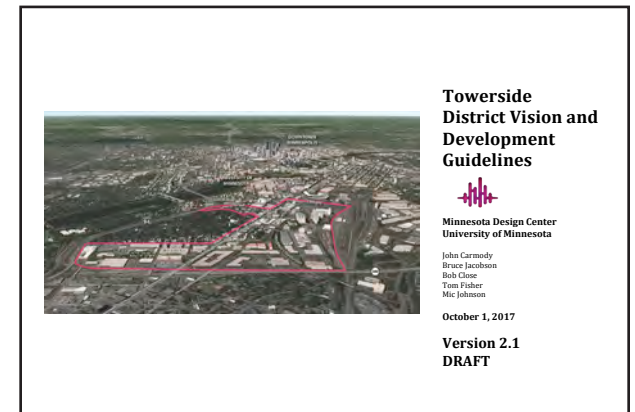 Towerside
District Vision and
Development
Guidelines
Minnesota Design Center
University of Minnesota
John Carmody
Bruce Jacobson
Bob Close
Tom Fisher
Mic Johnson
October 1, 2017
Version 2.1
DRAFT